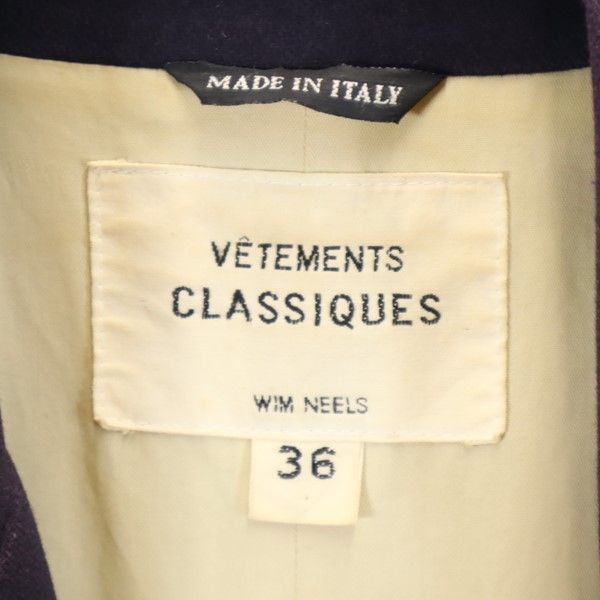 MADE IN ITALY
VÊTEMENTS
CLASSIQUES
WIM NEELS
36